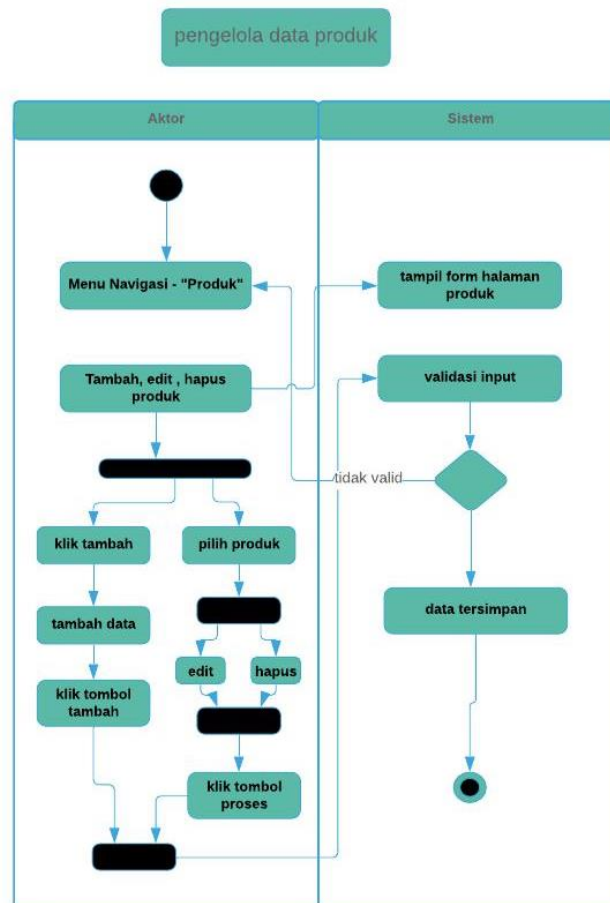 pengelola data produk
Aktor
Sistem
Menu Navigasi - "Produk"
tampil form halaman
produk
Tambah, edit , hapus
produk
validasi input
tidak valid
klik tambah
pilih produk
tambah data
data tersimpan
edit
hapus
klik tombol
tambah
klik tombol
proses